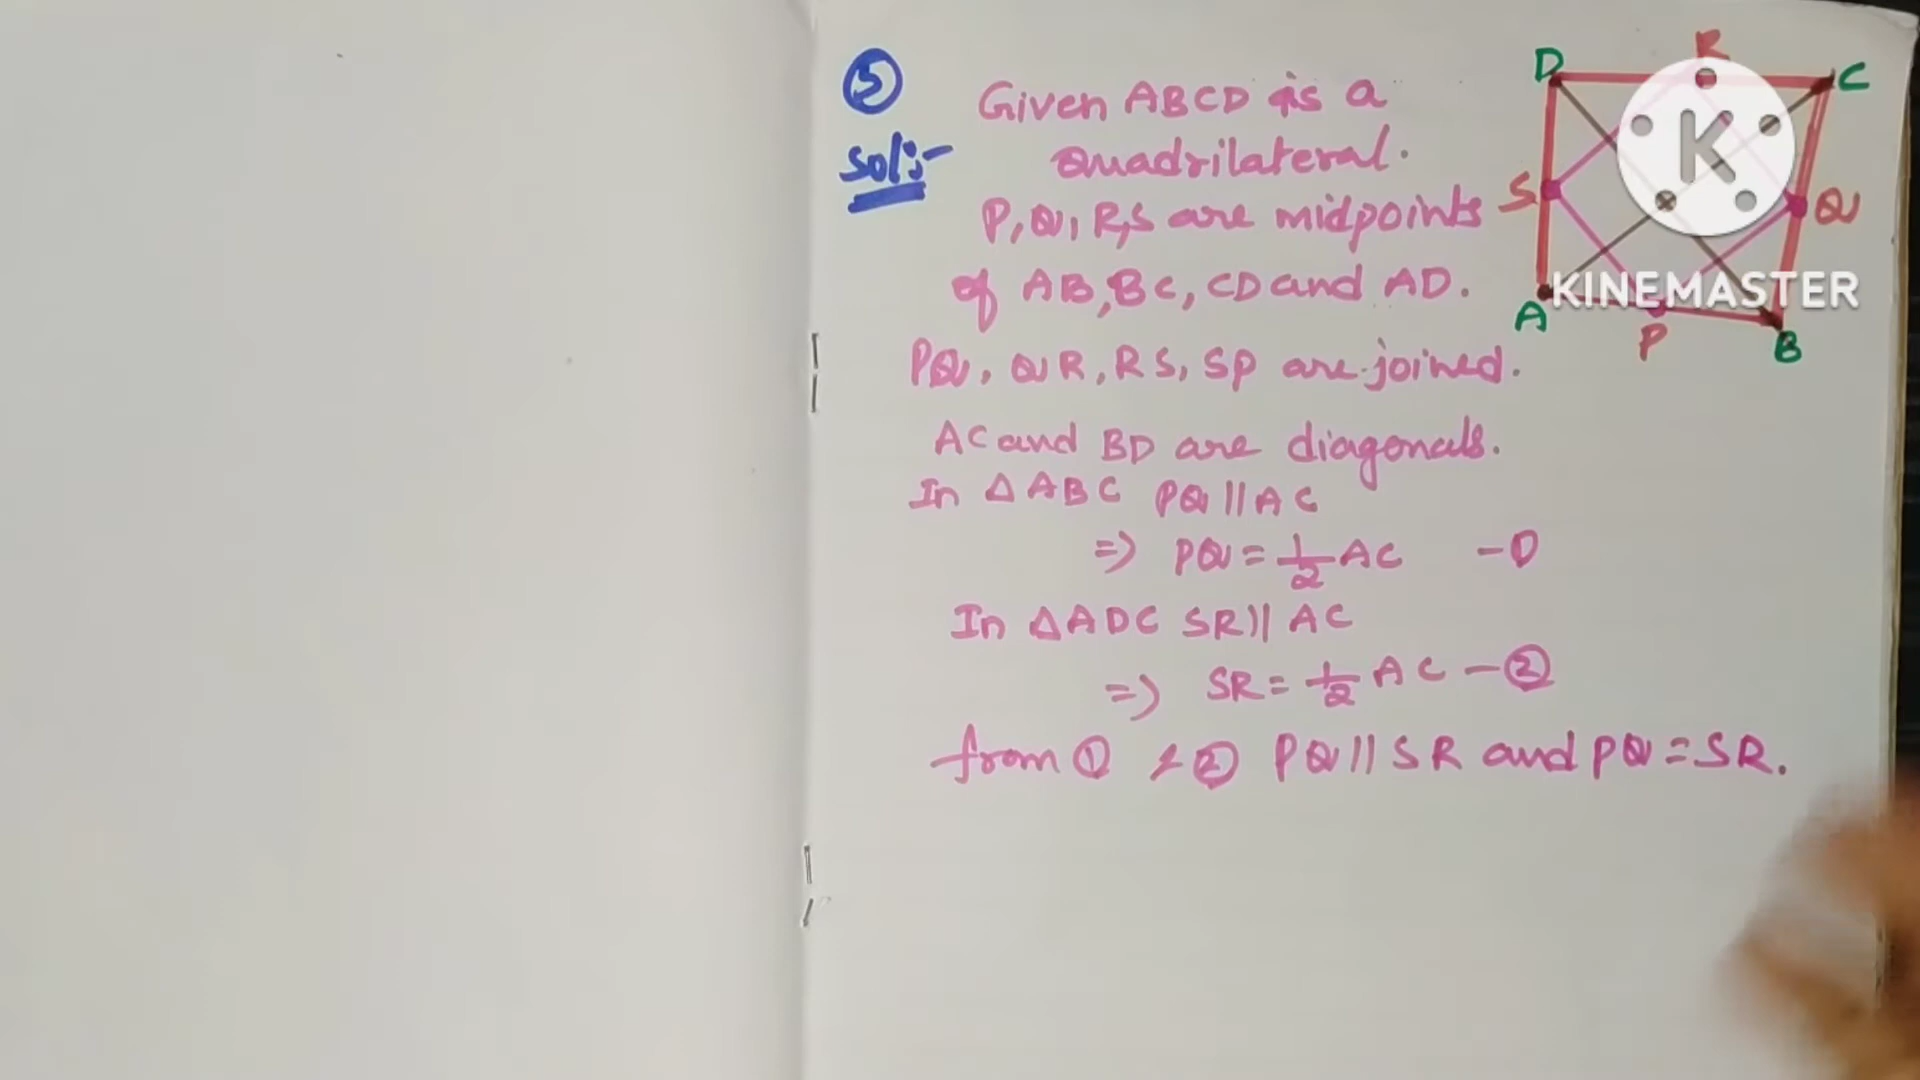 5
Sol:-
Given ABCD is a
quadrilateral.
P, Q, R, S are midpoints
of AB, BC, CD and AD.
PQ, QR, RS, SP are joined.
AC and BD are diagonals.
In △ABC PQ || AC
=> PQ = 1/2 AC - ①
In △ADC SR || AC
=> SR = 1/2 AC - ②
from ① & ② PQ || SR and PQ = SR.
D R C
K
S Q
KINEMASTER
A P B